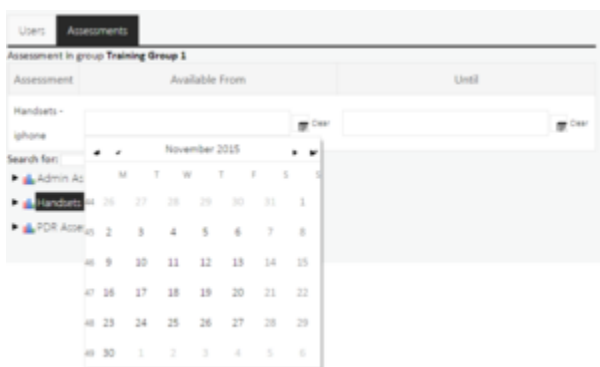 Users Assessments
Assessment in group Training Group 1
Assessment Available From Until
Handsets -
iphone
Clear Clear
Search for:
November 2015
M T W T F S S
Admin As
Handsets
PDR Asse
44 26 27 28 29 30 31 1
45 2 3 4 5 6 7 8
46 9 10 11 12 13 14 15
47 16 17 18 19 20 21 22
48 23 24 25 26 27 28 29
49 30 1 2 3 4 5 6